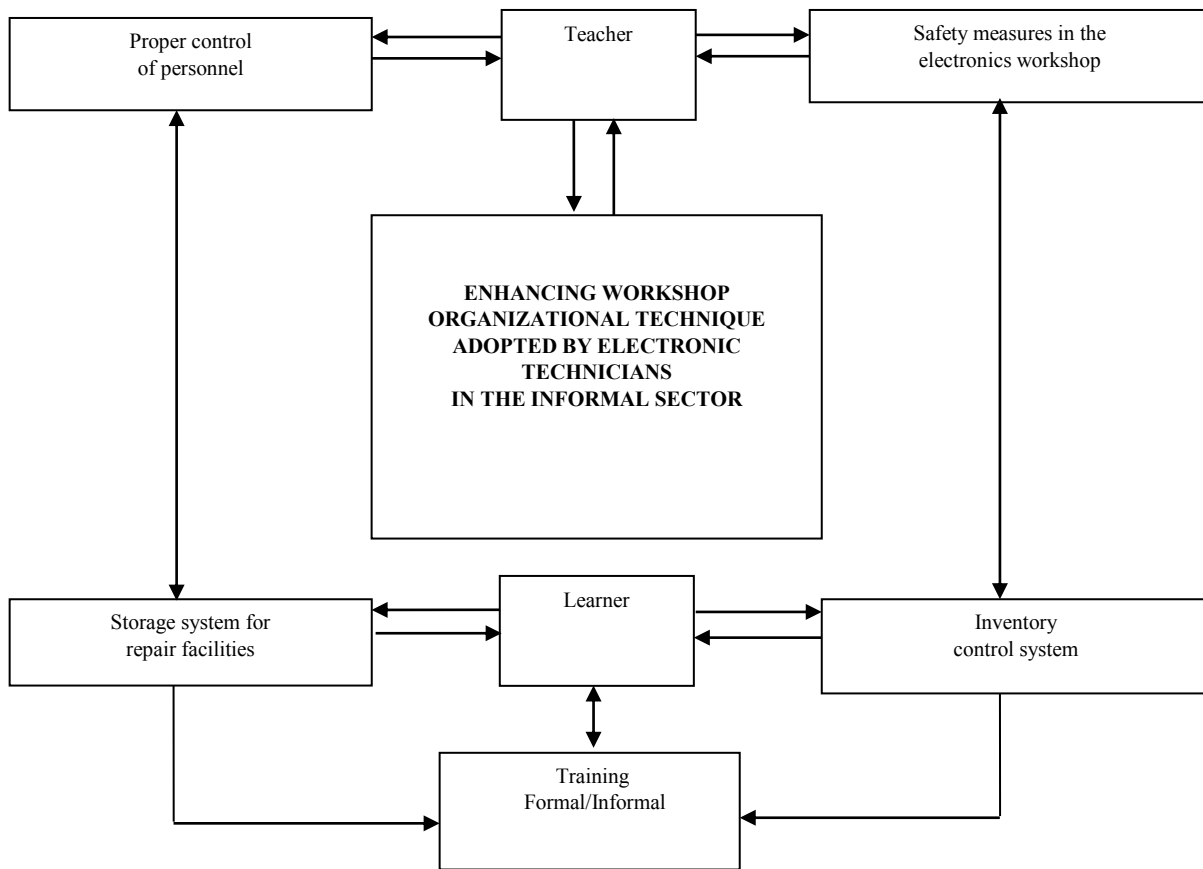 Proper control
of personnel
Teacher
Safety measures in the
electronics workshop
ENHANCING WORKSHOP
ORGANIZATIONAL TECHNIQUE
ADOPTED BY ELECTRONIC
TECHNICIANS
IN THE INFORMAL SECTOR
Storage system for
repair facilities
Learner
Inventory
control system
Training
Formal/Informal